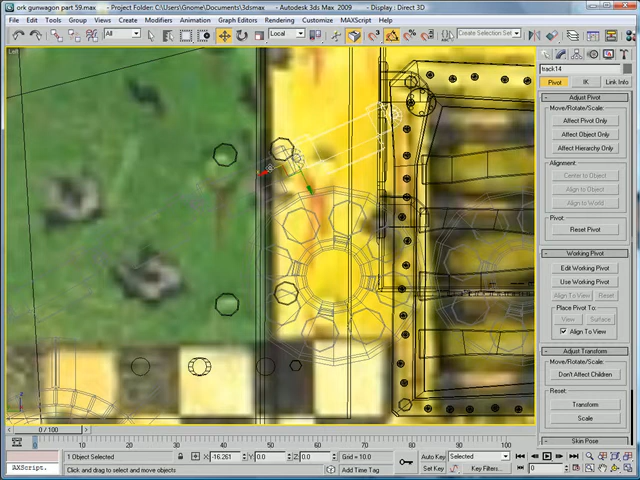 ork gunwagon part 59.max - Project Folder: C:\Users\Gnome\Documents\3dsmax - Autodesk 3ds Max 2009 - Display : Direct 3D
File Edit Tools Group Views Create Modifiers Animation Graph Editors Rendering Customize MAXScript Help
All Local Create Selection Set
Left
track14
Pivot IK Link Info
Adjust Pivot
Move/Rotate/Scale:
Affect Pivot Only
Affect Object Only
Affect Hierarchy Only
Alignment:
Center to Object
Align to Object
Align to World
Pivot:
Reset Pivot
Working Pivot
Edit Working Pivot
Use Working Pivot
Align To View Reset
Place Pivot To:
View Surface
Align To View
Adjust Transform
Move/Rotate/Scale:
Don't Affect Children
Reset:
Transform
Scale
Skin Pose
0 / 100
0 10 20 30 40 50 60 70 80 90 100
AXScript.
1 Object Selected
X: -16.261 Y: 0.0 Z: 0.0 Grid = 10.0
Click and drag to select and move objects
Add Time Tag
Auto Key Selected
Set Key Key Filters...
0